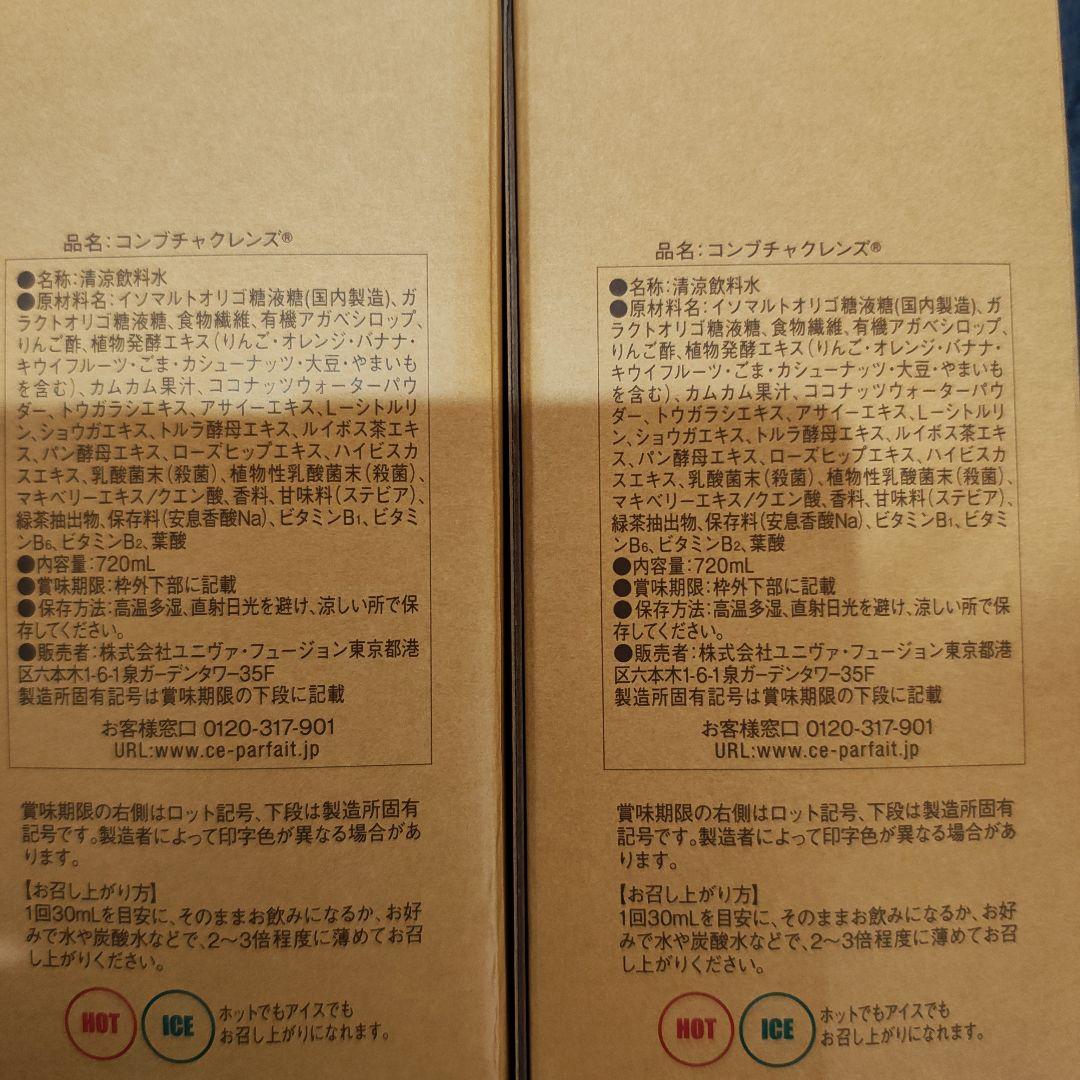 品名:コンブチャクレンズ®
●名称:清涼飲料水
●原材料名:イソマルトオリゴ糖液糖(国内製造)、ガ
ラクトオリゴ糖液糖、食物繊維、有機アガベシロップ、
りんご酢、植物発酵エキス(りんご・オレンジ・バナナ・
キウイフルーツ・ごま・カシューナッツ・大豆・やまいも
を含む)、カムカム果汁、ココナッツウォーターパウ
ダー、トウガラシエキス、アサイーエキス、L-シトルリ
ン、ショウガエキス、トルラ酵母エキス、ルイボス茶エキ
ス、パン酵母エキス、ローズヒップエキス、ハイビスカ
スエキス、乳酸菌末(殺菌)、植物性乳酸菌末(殺菌)、
マキベリーエキス/クエン酸、香料、甘味料(ステビア)、
緑茶抽出物、保存料(安息香酸Na)、ビタミンB1、ビタミ
ンB6、ビタミンB2、葉酸
●内容量:720mL
●賞味期限:枠外下部に記載
●保存方法:高温多湿、直射日光を避け、涼しい所で保
存してください。
●販売者:株式会社ユニヴァ・フュージョン東京都港
区六本木1-6-1泉ガーデンタワー35F
製造所固有記号は賞味期限の下段に記載
お客様窓口 0120-317-901
URL:www.ce-parfait.jp
賞味期限の右側はロット記号、下段は製造所固有
記号です。製造者によって印字色が異なる場合があ
ります。
【お召し上がり方】
1回30mLを目安に、そのままお飲みになるか、お好
みで水や炭酸水などで、2〜3倍程度に薄めてお召
し上がりください。
HOT
ICE
ホットでもアイスでも
お召し上がりになれます。
品名:コンブチャクレンズ®
●名称:清涼飲料水
●原材料名:イソマルトオリゴ糖液糖(国内製造)、ガ
ラクトオリゴ糖液糖、食物繊維、有機アガベシロップ、
りんご酢、植物発酵エキス(りんご・オレンジ・バナナ・
キウイフルーツ・ごま・カシューナッツ・大豆・やまいも
を含む)、カムカム果汁、ココナッツウォーターパウ
ダー、トウガラシエキス、アサイーエキス、L-シトルリ
ン、ショウガエキス、トルラ酵母エキス、ルイボス茶エキ
ス、パン酵母エキス、ローズヒップエキス、ハイビスカ
スエキス、乳酸菌末(殺菌)、植物性乳酸菌末(殺菌)、
マキベリーエキス/クエン酸、香料、甘味料(ステビア)、
緑茶抽出物、保存料(安息香酸Na)、ビタミンB1、ビタミ
ンB6、ビタミンB2、葉酸
●内容量:720mL
●賞味期限:枠外下部に記載
●保存方法:高温多湿、直射日光を避け、涼しい所で保
存してください。
●販売者:株式会社ユニヴァ・フュージョン東京都港
区六本木1-6-1泉ガーデンタワー35F
製造所固有記号は賞味期限の下段に記載
お客様窓口 0120-317-901
URL:www.ce-parfait.jp
賞味期限の右側はロット記号、下段は製造所固有
記号です。製造者によって印字色が異なる場合があ
ります。
【お召し上がり方】
1回30mLを目安に、そのままお飲みになるか、お好
みで水や炭酸水などで、2〜3倍程度に薄めてお召
し上がりください。
HOT
ICE
ホットでもアイスでも
お召し上がりになれます。